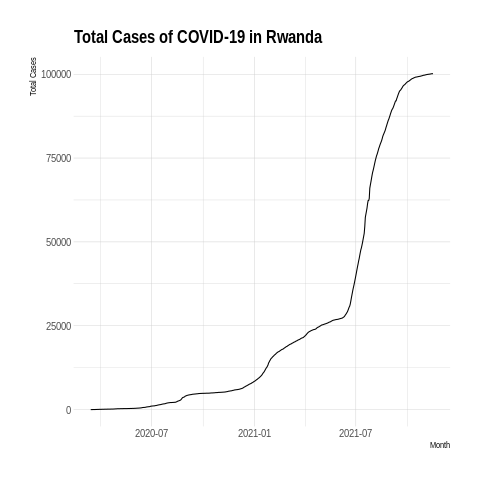 Total Cases of COVID-19 in Rwanda
Total Cases
100000
75000
50000
25000
0
2020-07
2021-01
2021-07
Month